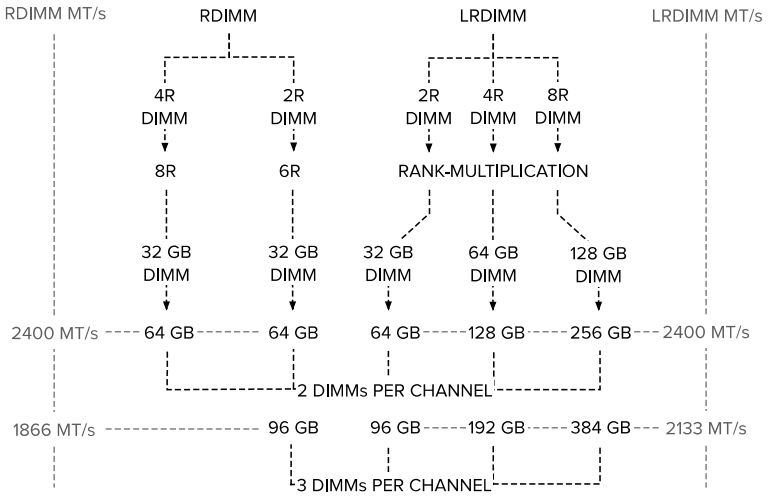 RDIMM MT/s RDIMM LRDIMM LRDIMM MT/s
4R 2R 2R 4R 8R
DIMM DIMM DIMM DIMM DIMM
8R 6R RANK-MULTIPLICATION
32 GB 32 GB 32 GB 64 GB 128 GB
DIMM DIMM DIMM DIMM DIMM
2400 MT/s 64 GB 64 GB 64 GB 128 GB 256 GB 2400 MT/s
2 DIMMs PER CHANNEL
1866 MT/s 96 GB 96 GB 192 GB 384 GB 2133 MT/s
3 DIMMs PER CHANNEL